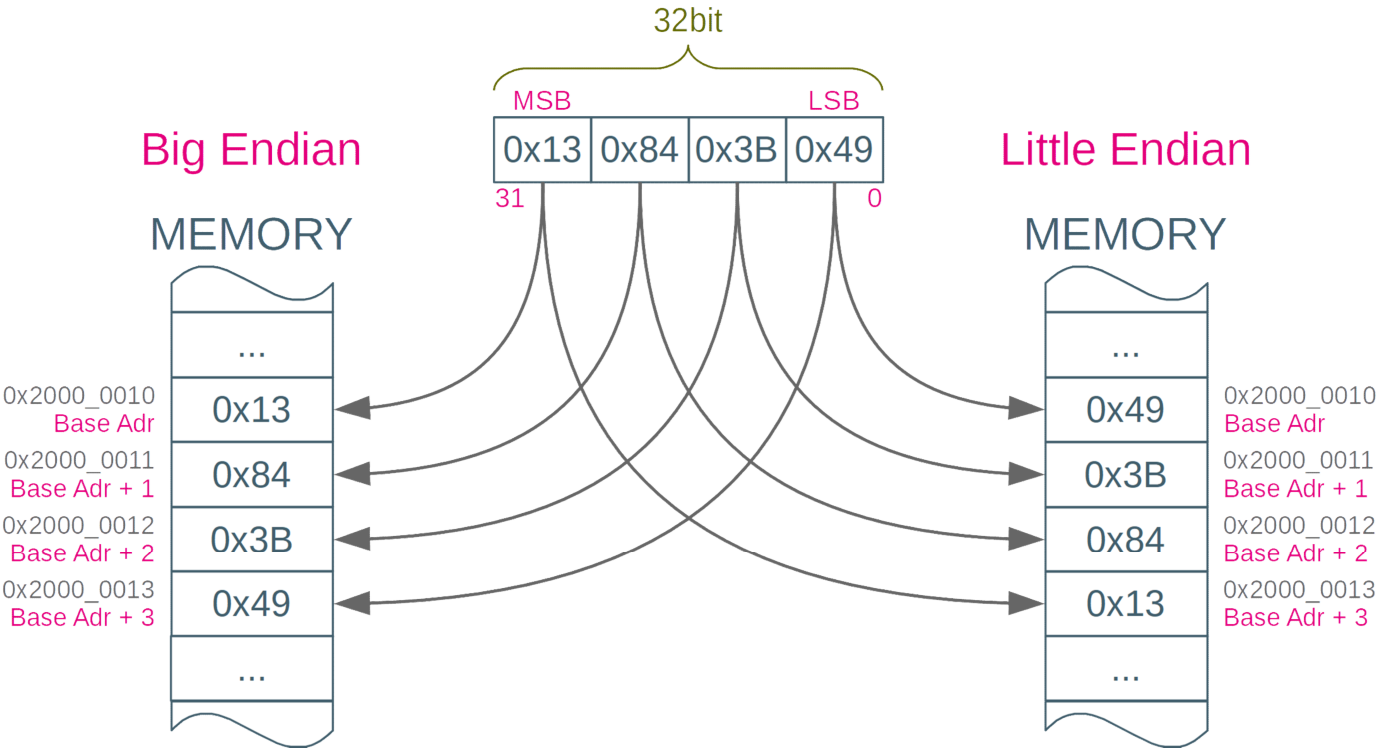 32bit
MSB LSB
Big Endian
0x13 0x84 0x3B 0x49
Little Endian
31 0
MEMORY
...
0x2000_0010
Base Adr
0x13
0x2000_0011
Base Adr + 1
0x84
0x2000_0012
Base Adr + 2
0x3B
0x2000_0013
Base Adr + 3
0x49
...
MEMORY
...
0x49
0x2000_0010
Base Adr
0x3B
0x2000_0011
Base Adr + 1
0x84
0x2000_0012
Base Adr + 2
0x13
0x2000_0013
Base Adr + 3
...